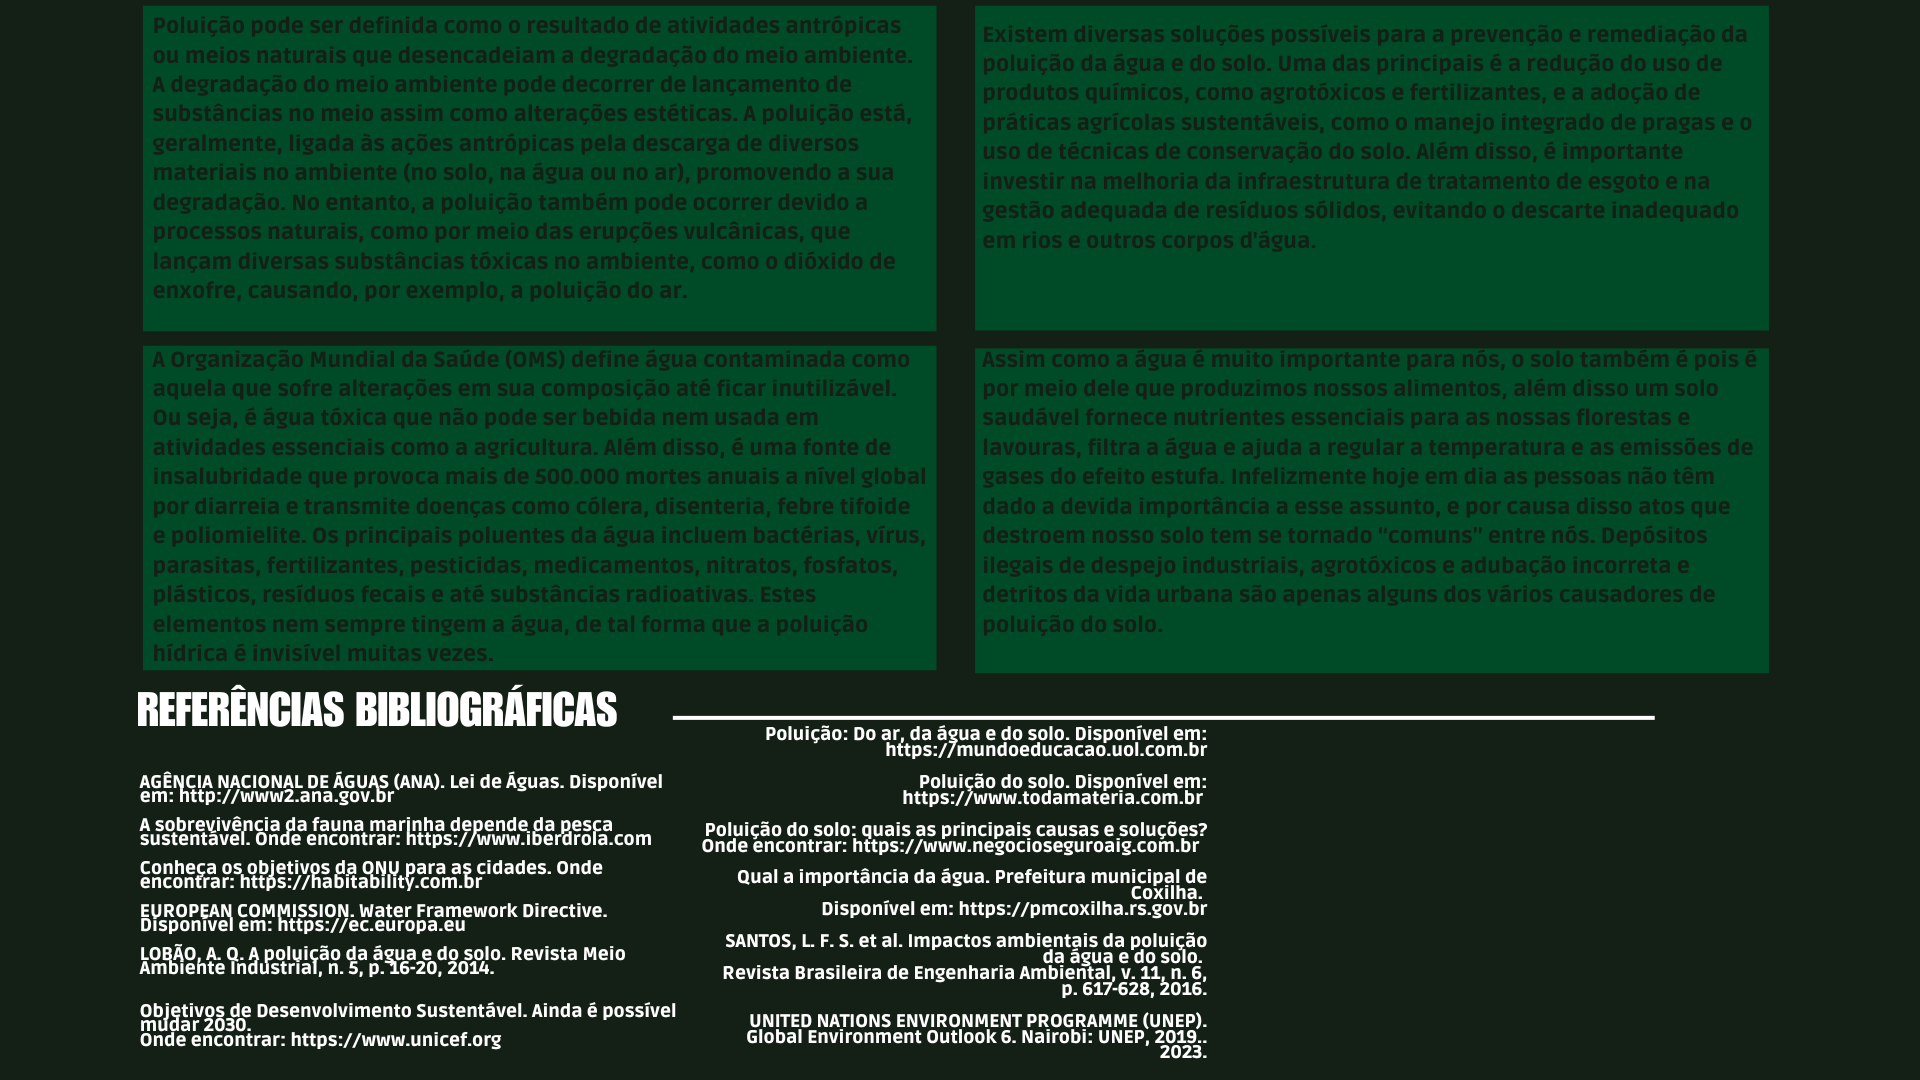 Poluição pode ser definida como o resultado de atividades antrópicas
ou meios naturais que desencadeiam a degradação do meio ambiente.
A degradação do meio ambiente pode decorrer de lançamento de
substâncias no meio assim como alterações estéticas. A poluição está,
geralmente, ligada às ações antrópicas pela descarga de diversos
materiais no ambiente (no solo, na água ou no ar), promovendo a sua
degradação. No entanto, a poluição também pode ocorrer devido a
processos naturais, como por meio das erupções vulcânicas, que
lançam diversas substâncias tóxicas no ambiente, como o dióxido de
enxofre, causando, por exemplo, a poluição do ar.
Existem diversas soluções possíveis para a prevenção e remediação da
poluição da água e do solo. Uma das principais é a redução do uso de
produtos químicos, como agrotóxicos e fertilizantes, e a adoção de
práticas agrícolas sustentáveis, como o manejo integrado de pragas e o
uso de técnicas de conservação do solo. Além disso, é importante
investir na melhoria da infraestrutura de tratamento de esgoto e na
gestão adequada de resíduos sólidos, evitando o descarte inadequado
em rios e outros corpos d'água.
A Organização Mundial da Saúde (OMS) define água contaminada como
aquela que sofre alterações em sua composição até ficar inutilizável.
Ou seja, é água tóxica que não pode ser bebida nem usada em
atividades essenciais como a agricultura. Além disso, é uma fonte de
insalubridade que provoca mais de 500.000 mortes anuais a nível global
por diarreia e transmite doenças como cólera, disenteria, febre tifoide
e poliomielite. Os principais poluentes da água incluem bactérias, vírus,
parasitas, fertilizantes, pesticidas, medicamentos, nitratos, fosfatos,
plásticos, resíduos fecais e até substâncias radioativas. Estes
elementos nem sempre tingem a água, de tal forma que a poluição
hídrica é invisível muitas vezes.
Assim como a água é muito importante para nós, o solo também é pois é
por meio dele que produzimos nossos alimentos, além disso um solo
saudável fornece nutrientes essenciais para as nossas florestas e
lavouras, filtra a água e ajuda a regular a temperatura e as emissões de
gases do efeito estufa. Infelizmente hoje em dia as pessoas não têm
dado a devida importância a esse assunto, e por causa disso atos que
destroem nosso solo tem se tornado "comuns" entre nós. Depósitos
ilegais de despejo industriais, agrotóxicos e adubação incorreta e
detritos da vida urbana são apenas alguns dos vários causadores de
poluição do solo.
REFERÊNCIAS BIBLIOGRÁFICAS
AGÊNCIA NACIONAL DE ÁGUAS (ANA). Lei de Águas. Disponível
em: http://www2.ana.gov.br
A sobrevivência da fauna marinha depende da pesca
sustentável. Onde encontrar: https://www.iberdrola.com
Conheça os objetivos da ONU para as cidades. Onde
encontrar: https://habitability.com.br
EUROPEAN COMMISSION. Water Framework Directive.
Disponível em: https://ec.europa.eu
LOBÃO, A. O. A poluição da água e do solo. Revista Meio
Ambiente Industrial, n. 5, p. 16-20, 2014.
Objetivos de Desenvolvimento Sustentável. Ainda é possível
mudar 2030.
Onde encontrar: https://www.unicef.org
Poluição: Do ar, da água e do solo. Disponível em:
https://mundoeducacao.uol.com.br
Poluição do solo. Disponível em:
https://www.todamateria.com.br
Poluição do solo: quais as principais causas e soluções?
Onde encontrar: https://www.negocioseguroaig.com.br
Qual a importância da água. Prefeitura municipal de
Coxilha.
Disponível em: https://pmcoxilha.rs.gov.br
SANTOS, L. F. S. et al. Impactos ambientais da poluição
da água e do solo.
Revista Brasileira de Engenharia Ambiental, v. 11, n. 6,
p. 617-628, 2016.
UNITED NATIONS ENVIRONMENT PROGRAMME (UNEP).
Global Environment Outlook 6. Nairobi: UNEP, 2019..
2023.